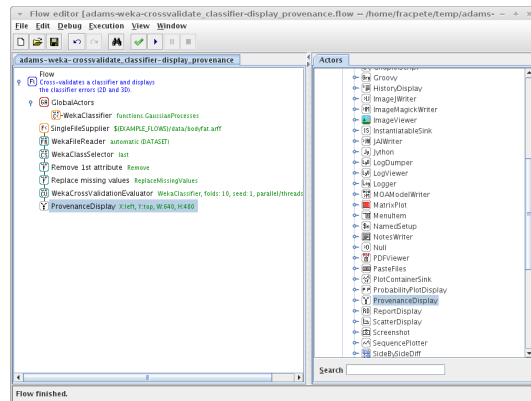 Flow editor [adams-weka-crossvalidate_classifier-display_provenance.flow -- /home/fracpete/temp/adams-
File Edit Debug Execution View Window
adams-weka-crossvalidate_classifier-display_provenance
Flow
Cross-validates a classifier and displays
the classifier errors (2D and 3D).
GlobalActors
WekaClassifier functions.GaussianProcesses
SingleFileSupplier ${EXAMPLE_FLOWS}/data/bodyfat.arff
WekaFileReader automatic (DATASET)
WekaClassSelector last
Remove 1st attribute Remove
Replace missing values ReplaceMissingValues
WekaCrossValidationEvaluator WekaClassifier, folds: 10, seed: 1, parallel/threads
ProvenanceDisplay X:left, Y:top, W:640, H:480
Actors
Groovy
HistoryDisplay
ImageJWriter
ImageMagickWriter
ImageViewer
InstantiatableSink
JAIWriter
Jython
LogDumper
LogViewer
Logger
MOAModelWriter
MatrixPlot
MenuItem
NamedSetup
NotesWriter
Null
PDFViewer
PasteFiles
PlotContainerSink
ProbabilityPlotDisplay
ProvenanceDisplay
ReportDisplay
ScatterDisplay
Screenshot
SequencePlotter
SideBySideDiff
Search
Flow finished.